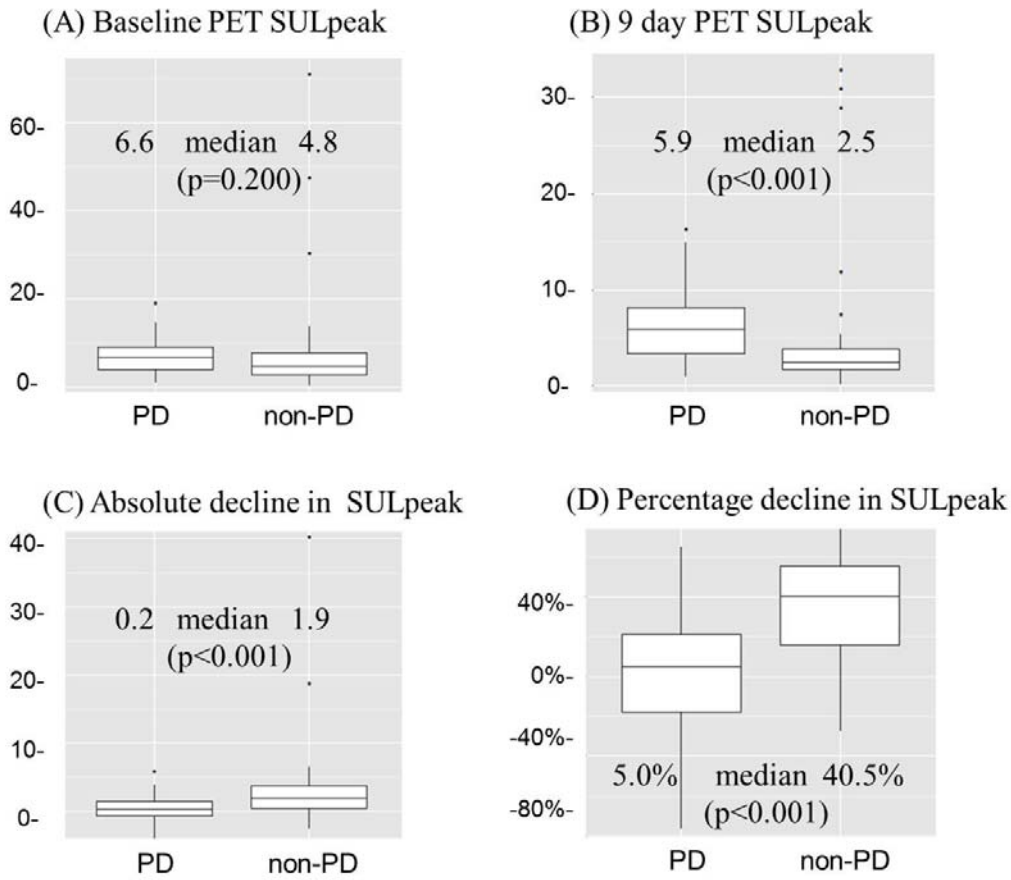 (A) Baseline PET SULpeak
60-
40-
20-
0-
6.6 median 4.8
(p=0.200)
PD non-PD
(B) 9 day PET SULpeak
30-
20-
10-
0-
5.9 median 2.5
(p<0.001)
PD non-PD
(C) Absolute decline in SULpeak
40-
30-
20-
10-
0-
0.2 median 1.9
(p<0.001)
PD non-PD
(D) Percentage decline in SULpeak
40%-
0%-
-40%-
-80%-
5.0% median 40.5%
(p<0.001)
PD non-PD